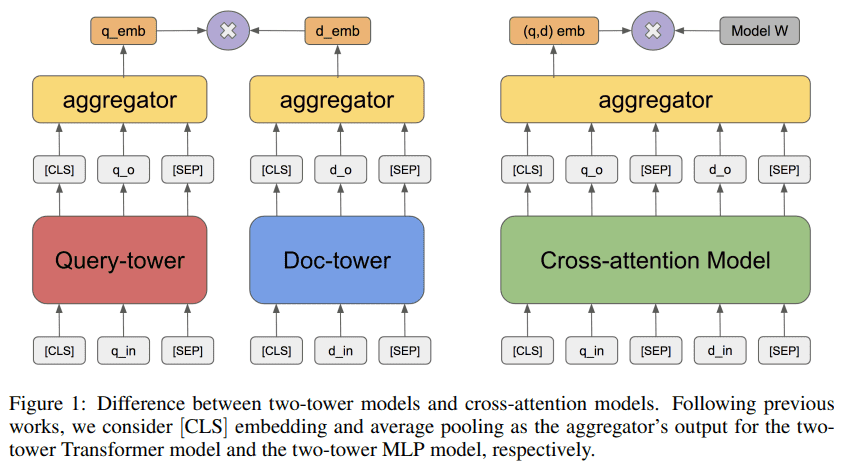 q_emb d_emb (q,d) emb Model W
aggregator aggregator aggregator
[CLS] q_o [SEP] [CLS] d_o [SEP] [CLS] q_o [SEP] d_o [SEP]
Query-tower Doc-tower Cross-attention Model
[CLS] q_in [SEP] [CLS] d_in [SEP] [CLS] q_in [SEP] d_in [SEP]
Figure 1: Difference between two-tower models and cross-attention models. Following previous
works, we consider [CLS] embedding and average pooling as the aggregator's output for the two-
tower Transformer model and the two-tower MLP model, respectively.